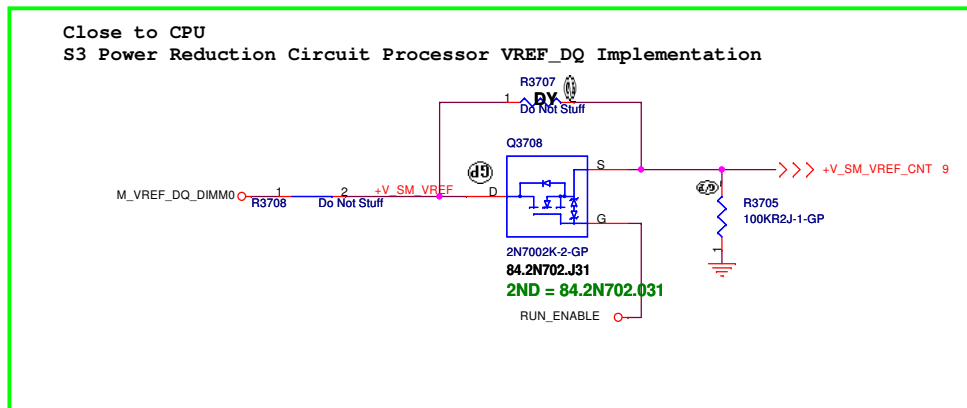 Close to CPU
S3 Power Reduction Circuit Processor VREF_DQ Implementation
R3707
1
DY
Do Not Stuff
Q3708
GP
S
+V_SM_VREF_CNT 9
M_VREF_DQ_DIMM0
1
R3708
2
Do Not Stuff
+V_SM_VREF
D
R3705
100KR2J-1-GP
G
1
2N7002K-2-GP
84.2N702.J31
2ND = 84.2N702.031
RUN_ENABLE